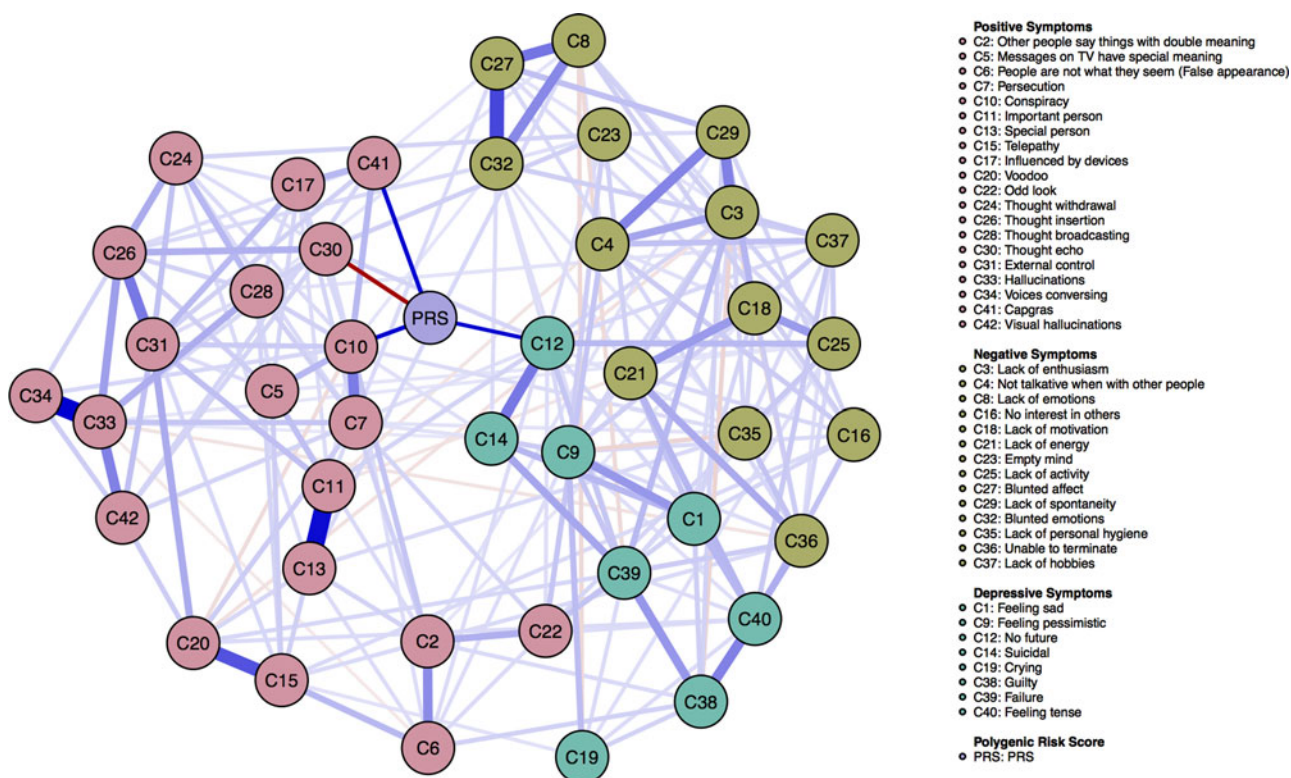 C8
C27
C23
C29
C24
C41
C32
C17
C3
C30
C4
C37
C26
C28
PRS
C18
C31
C10
C12
C25
C21
C5
C34
C33
C7
C14
C9
C35
C16
C11
C42
C1
C36
C13
C39
C40
C20
C2
C22
C15
C38
C6
C19
Positive Symptoms
C2: Other people say things with double meaning
C5: Messages on TV have special meaning
C6: People are not what they seem (False appearance)
C7: Persecution
C10: Conspiracy
C11: Important person
C13: Special person
C15: Telepathy
C17: Influenced by devices
C20: Voodoo
C22: Odd look
C24: Thought withdrawal
C26: Thought insertion
C28: Thought broadcasting
C30: Thought echo
C31: External control
C33: Hallucinations
C34: Voices conversing
C41: Capgras
C42: Visual hallucinations
Negative Symptoms
C3: Lack of enthusiasm
C4: Not talkative when with other people
C8: Lack of emotions
C16: No interest in others
C18: Lack of motivation
C21: Lack of energy
C23: Empty mind
C25: Lack of activity
C27: Blunted affect
C29: Lack of spontaneity
C32: Blunted emotions
C35: Lack of personal hygiene
C36: Unable to terminate
C37: Lack of hobbies
Depressive Symptoms
C1: Feeling sad
C9: Feeling pessimistic
C12: No future
C14: Suicidal
C19: Crying
C38: Guilty
C39: Failure
C40: Feeling tense
Polygenic Risk Score
PRS: PRS